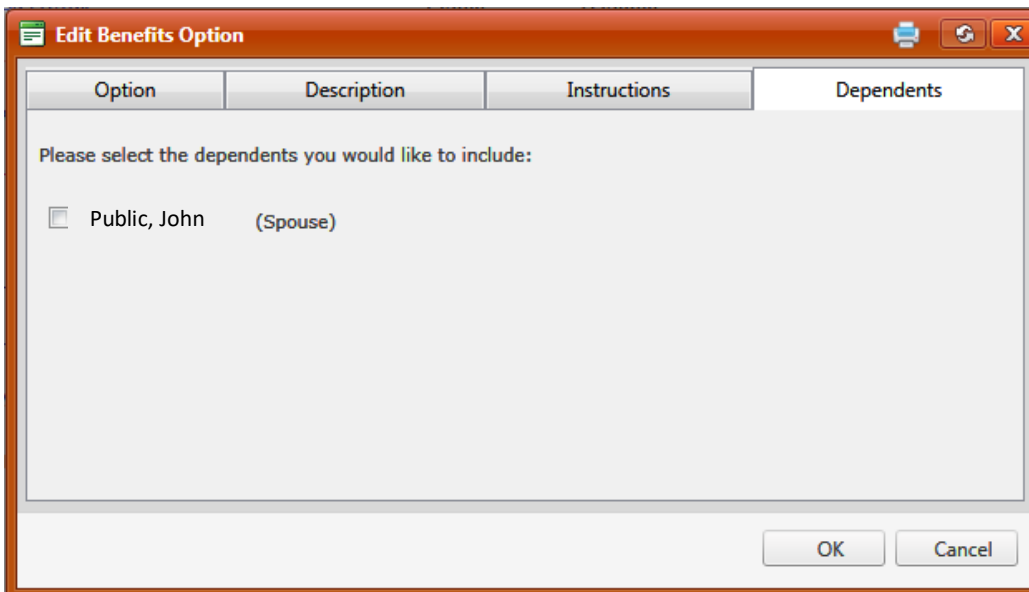 Edit Benefits Option
Option Description Instructions Dependents
Please select the dependents you would like to include:
Public, John (Spouse)
OK Cancel